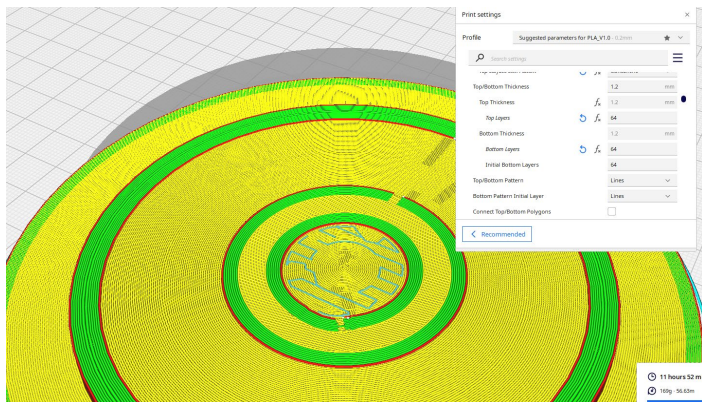 Print settings ×
Profile Suggested parameters for PLA_V1.0 - 0.2mm
Search settings
Top/Bottom Thickness 1.2 mm
Top Thickness fx 1.2 mm
Top Layers fx 64
Bottom Thickness 1.2 mm
Bottom Layers fx 64
Initial Bottom Layers 64
Top/Bottom Pattern Lines
Bottom Pattern Initial Layer Lines
Connect Top/Bottom Polygons
Recommended
11 hours 52 m
169g · 56.63m